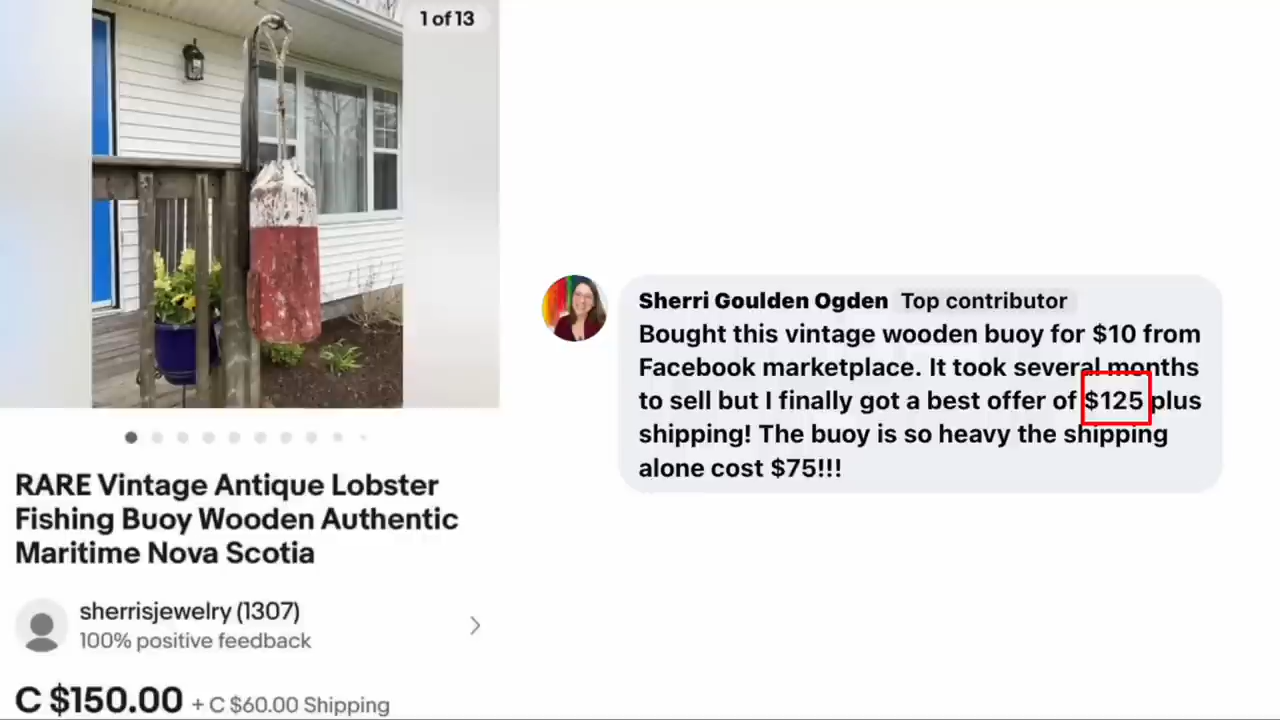 1 of 13
RARE Vintage Antique Lobster
Fishing Buoy Wooden Authentic
Maritime Nova Scotia
sherrisjewelry (1307)
100% positive feedback
C $150.00 + C $60.00 Shipping
Sherri Goulden Ogden Top contributor
Bought this vintage wooden buoy for $10 from
Facebook marketplace. It took several months
to sell but I finally got a best offer of $125 plus
shipping! The buoy is so heavy the shipping
alone cost $75!!!